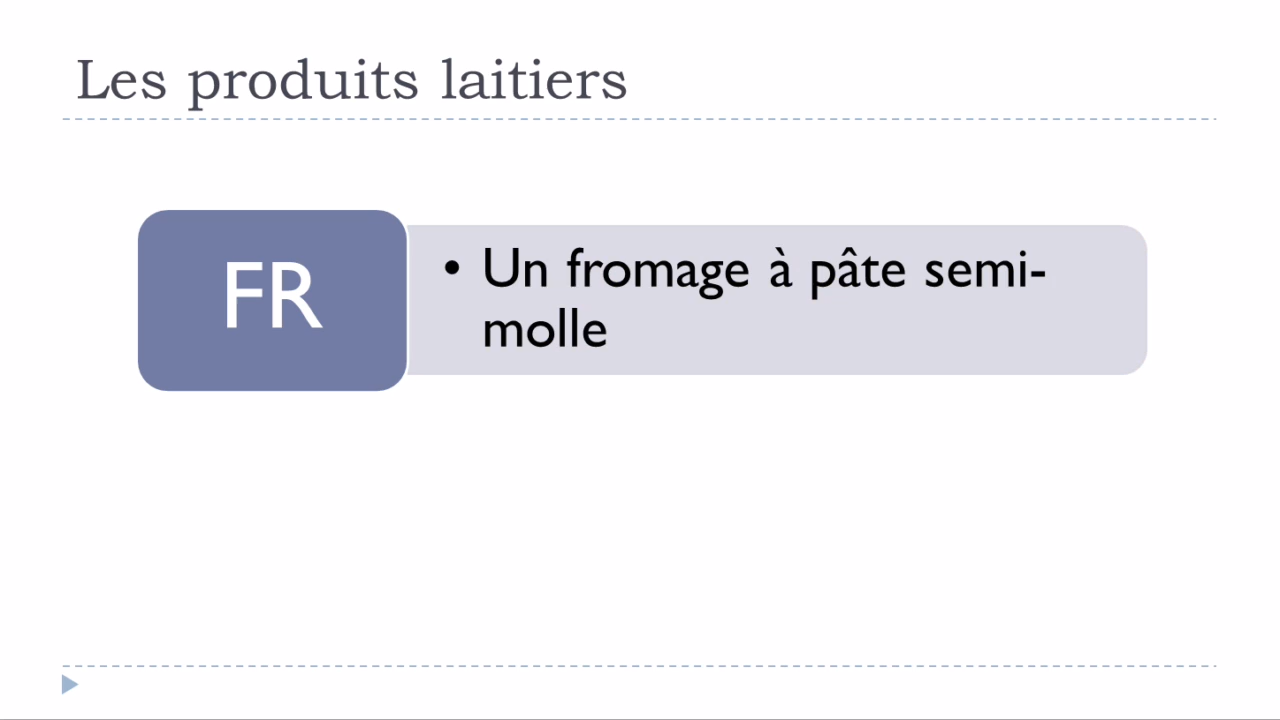 Les produits laitiers
FR
• Un fromage à pâte semi-
molle